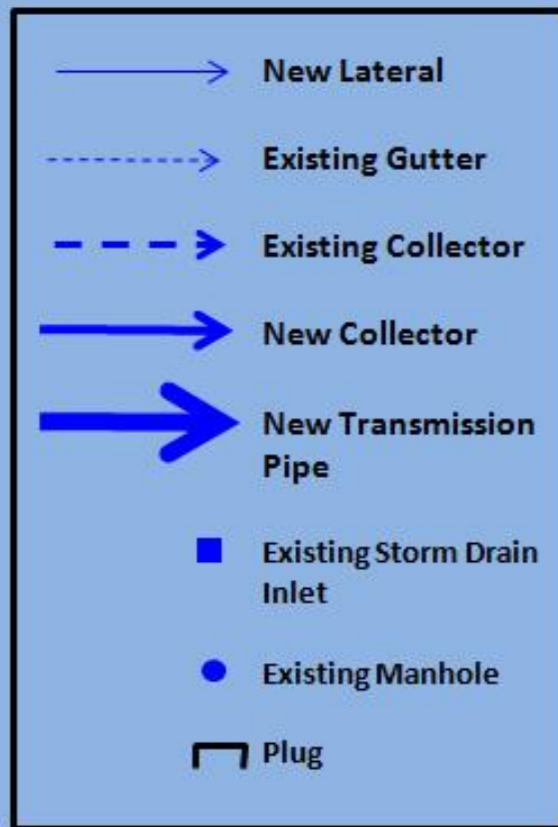 New Lateral
Existing Gutter
Existing Collector
New Collector
New Transmission
Pipe
Existing Storm Drain
Inlet
Existing Manhole
Plug